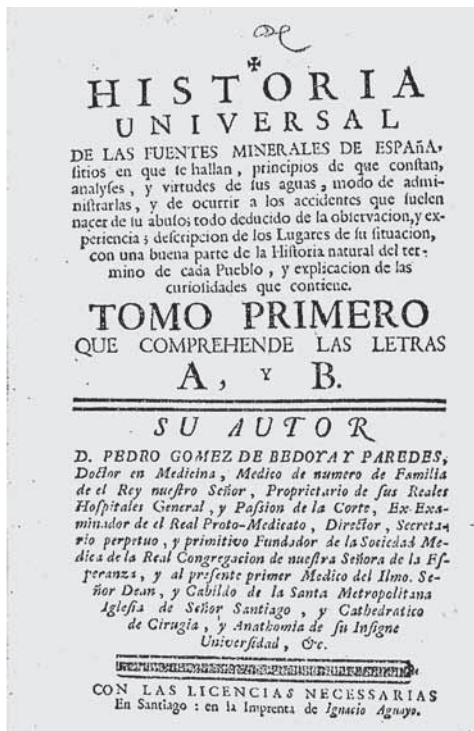 HISTORIA
UNIVERSAL
DE LAS FUENTES MINERALES DE ESPAñA,
sitios en que se hallan, principios de que constan,
analyses, y virtudes de sus aguas, modo de admi-
nistrarlas, y de ocurrir a los accidentes que suelen
nacer de su abuso; todo deducido de la observacion, y ex-
periencia; descripcion de los Lugares de su situacion,
con una buena parte de la Historia natural del ter-
mino de cada Pueblo, y explicacion de las
curiosidades que contiene.
TOMO PRIMERO
QUE COMPREHENDE LAS LETRAS
A, Y B.
SU AUTOR
D. PEDRO GOMEZ DE BEDOYA Y PAREDES,
Doctor en Medicina, Medico de numero de Familia
de el Rey nuestro Señor, Proprietario de sus Reales
Hospitales General, y Passion de la Corte, Ex-Exa-
minador de el Real Proto-Medicato, Director, Secreta-
rio perpetuo, y primitivo Fundador de la Sociedad Me-
dica de la Real Congregacion de nuestra Señora de la Es-
peranza, y al presente primer Medico del Ilmo. Se-
ñor Dean, y Cabildo de la Santa Metropolitana
Iglesia de Señor Santiago, y Cathedratico
de Cirugia, y Anathomia de su Insigne
Universidad, &c.
CON LAS LICENCIAS NECESSARIAS
En Santiago: en la Imprenta de Ignacio Aguayo.